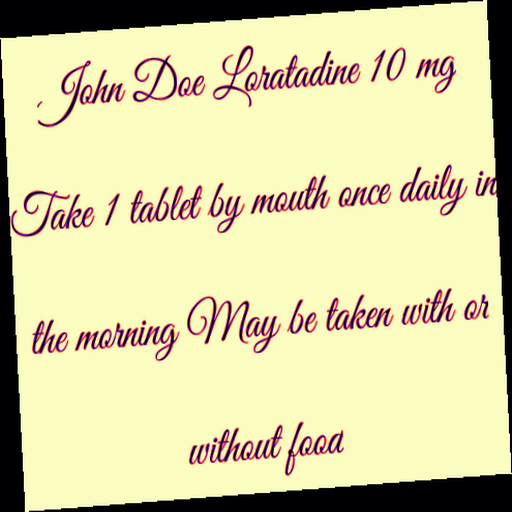 John Doe Loratadine 10 mg
Take 1 tablet by mouth once daily in
the morning May be taken with or
without food